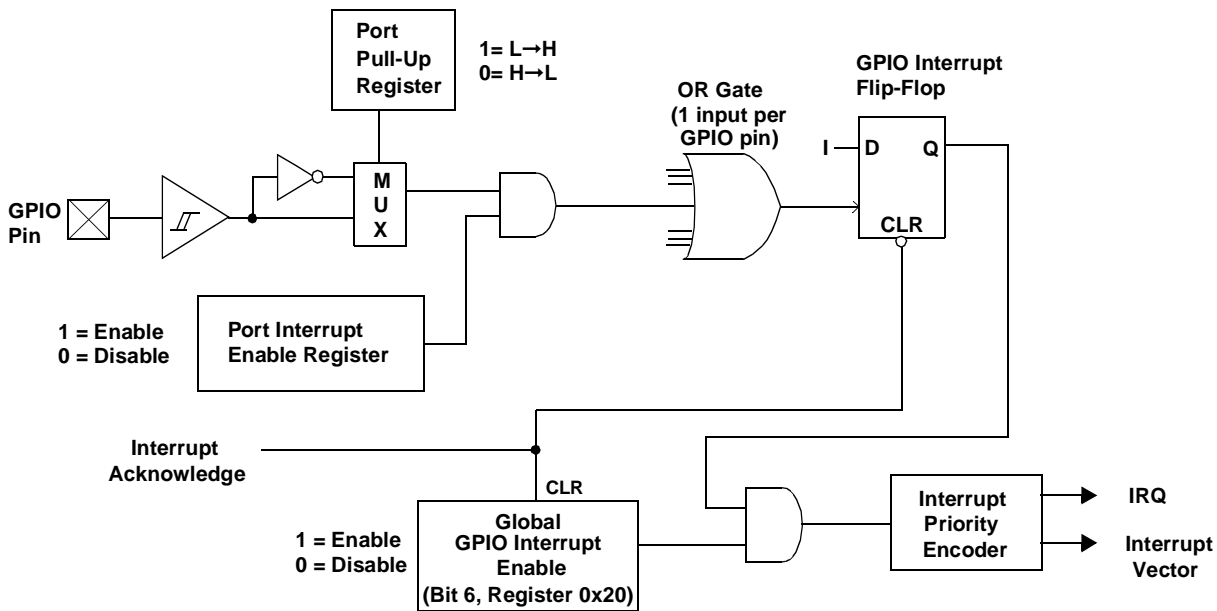 Port
Pull-Up
Register
1= L→H
0= H→L
GPIO Interrupt
Flip-Flop
OR Gate
(1 input per
GPIO pin)
I
D
Q
CLR
M
U
X
GPIO
Pin
1 = Enable
0 = Disable
Port Interrupt
Enable Register
Interrupt
Acknowledge
CLR
1 = Enable
0 = Disable
Global
GPIO Interrupt
Enable
(Bit 6, Register 0x20)
Interrupt
Priority
Encoder
IRQ
Interrupt
Vector